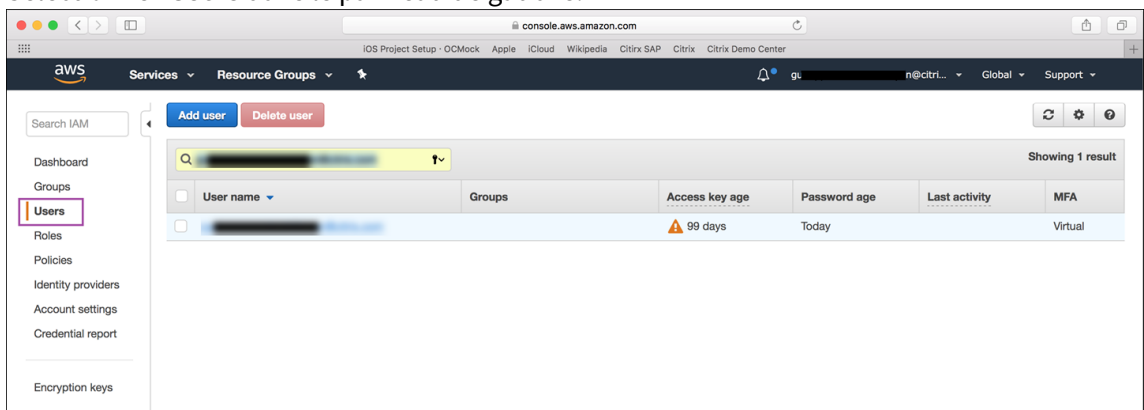 console.aws.amazon.com
iOS Project Setup · OCMock Apple iCloud Wikipedia Citirx SAP Citrix Citrix Demo Center
aws Services Resource Groups gu n@citri... Global Support
Search IAM
Add user Delete user
Showing 1 result
Dashboard
Groups
Users
Roles
Policies
Identity providers
Account settings
Credential report
Encryption keys
User name Groups Access key age Password age Last activity MFA
99 days Today Virtual